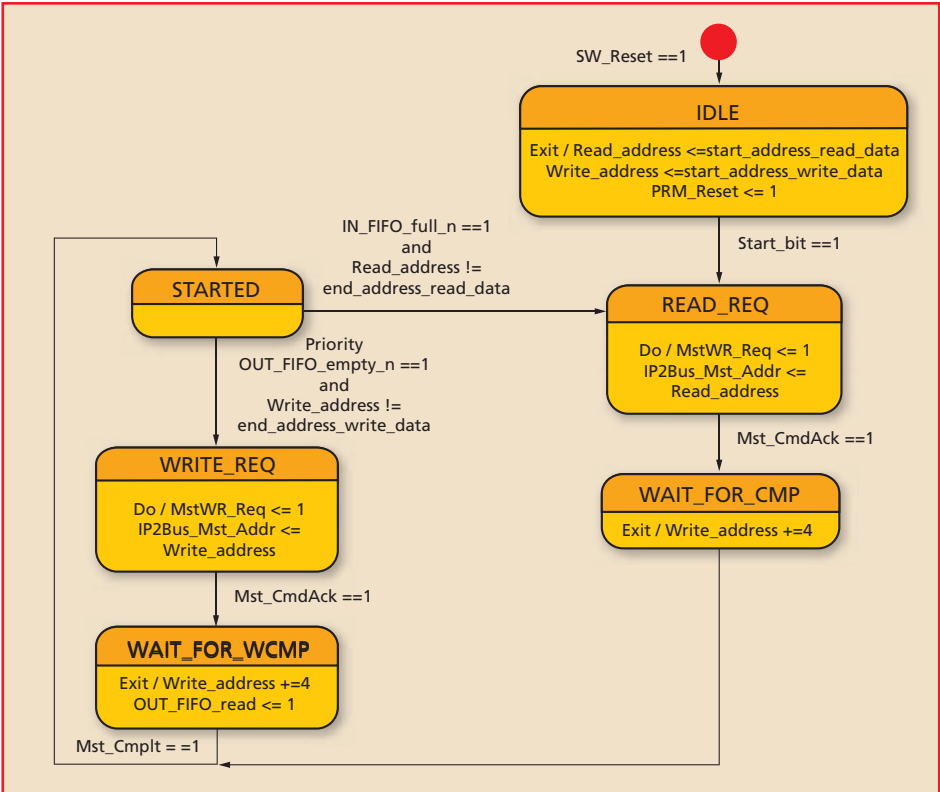 SW_Reset ==1
IDLE
Exit / Read_address <=start_address_read_data
Write_address <=start_address_write_data
PRM_Reset <= 1
Start_bit ==1
IN_FIFO_full_n ==1
and
Read_address !=
end_address_read_data
STARTED
READ_REQ
Do / MstWR_Req <= 1
IP2Bus_Mst_Addr <=
Read_address
Priority
OUT_FIFO_empty_n ==1
and
Write_address !=
end_address_write_data
Mst_CmdAck ==1
WRITE_REQ
Do / MstWR_Req <= 1
IP2Bus_Mst_Addr <=
Write_address
WAIT_FOR_CMP
Exit / Write_address +=4
Mst_CmdAck ==1
WAIT_FOR_WCMP
Exit / Write_address +=4
OUT_FIFO_read <= 1
Mst_Cmplt = =1